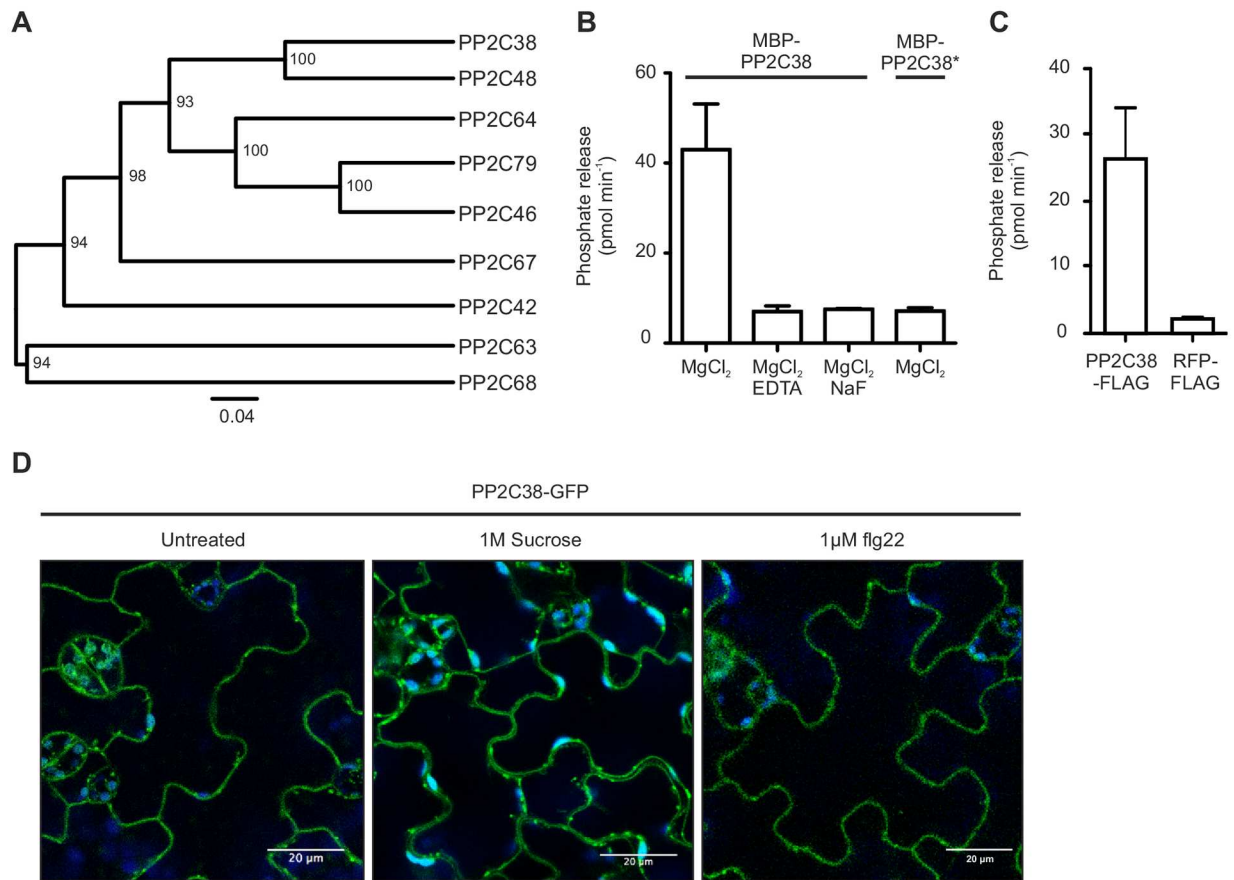 A
PP2C38
PP2C48
PP2C64
PP2C79
PP2C46
PP2C67
PP2C42
PP2C63
PP2C68
100
93
100
100
98
94
94
0.04
B
MBP-
PP2C38
MBP-
PP2C38*
Phosphate release
(pmol min⁻¹)
60
40
20
0
MgCl₂
MgCl₂
EDTA
MgCl₂
NaF
MgCl₂
C
Phosphate release
(pmol min⁻¹)
40
30
20
10
0
PP2C38
-FLAG
RFP-
FLAG
D
PP2C38-GFP
Untreated
1M Sucrose
1µM flg22
20 µm
20 µm
20 µm